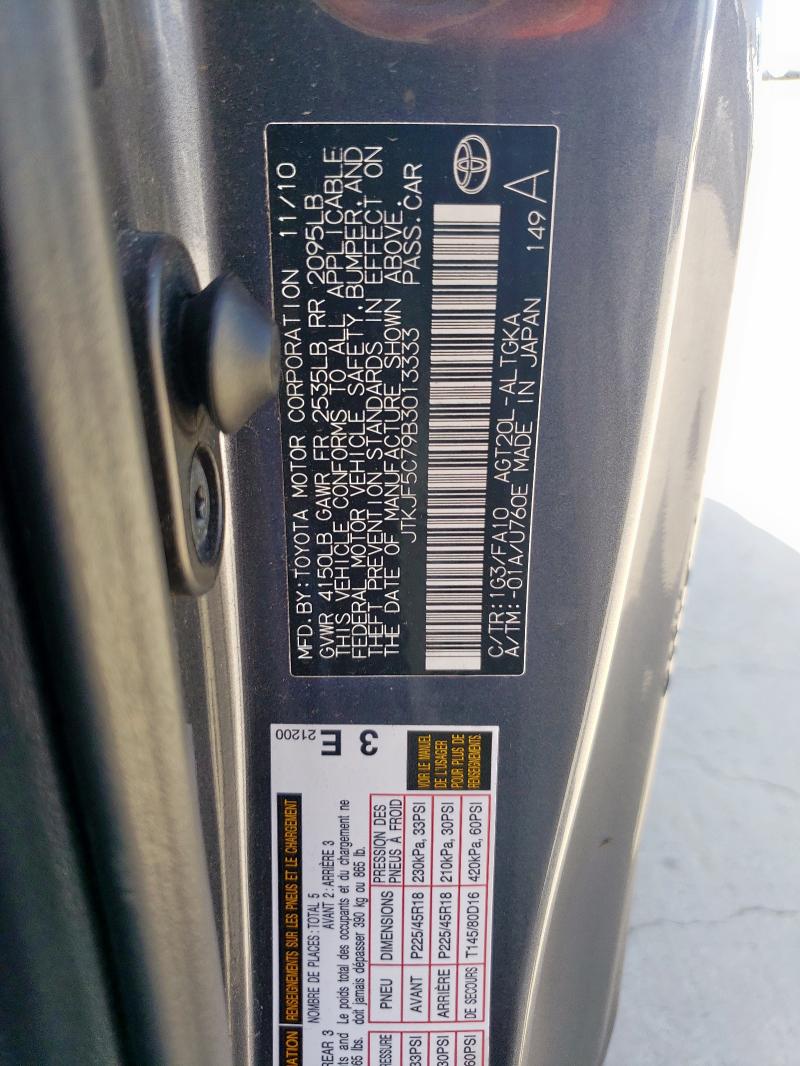 MFD.BY:TOYOTA MOTOR CORPORATION 11/10
GVWR 4150LB GAWR FR 2535LB RR 2095LB
THIS VEHICLE CONFORMS TO ALL APPLICABLE
FEDERAL MOTOR VEHICLE SAFETY,BUMPER,AND
THEFT PREVENTION STANDARDS IN EFFECT ON
THE DATE OF MANUFACTURE SHOWN ABOVE.
JTKJF5C79B3013333 PASS.CAR
C/TR:1G3/FA10 AGT20L-ALTGKA
A/TM:-01A/U760E MADE IN JAPAN
149 A
21200
3 E
RENSEIGNEMENTS SUR LES PNEUS ET LE CHARGEMENT
NOMBRE DE PLACES:TOTAL 5
AVANT 2:ARRIÈRE 3
Le poids total des occupants et du chargement ne
doit jamais dépasser 390 kg ou 865 lb.
PNEU DIMENSIONS PRESSION DES PNEUS À FROID
AVANT P225/45R18 230kPa, 33PSI
ARRIÈRE P225/45R18 210kPa, 30PSI
DE SECOURS T145/80D16 420kPa, 60PSI
VOIR LE MANUEL
DE L'USAGER
POUR PLUS DE
RENSEIGNEMENTS.
ATION
REAR 3
nts and
65 lbs.
ESSURE
33PSI
30PSI
60PSI